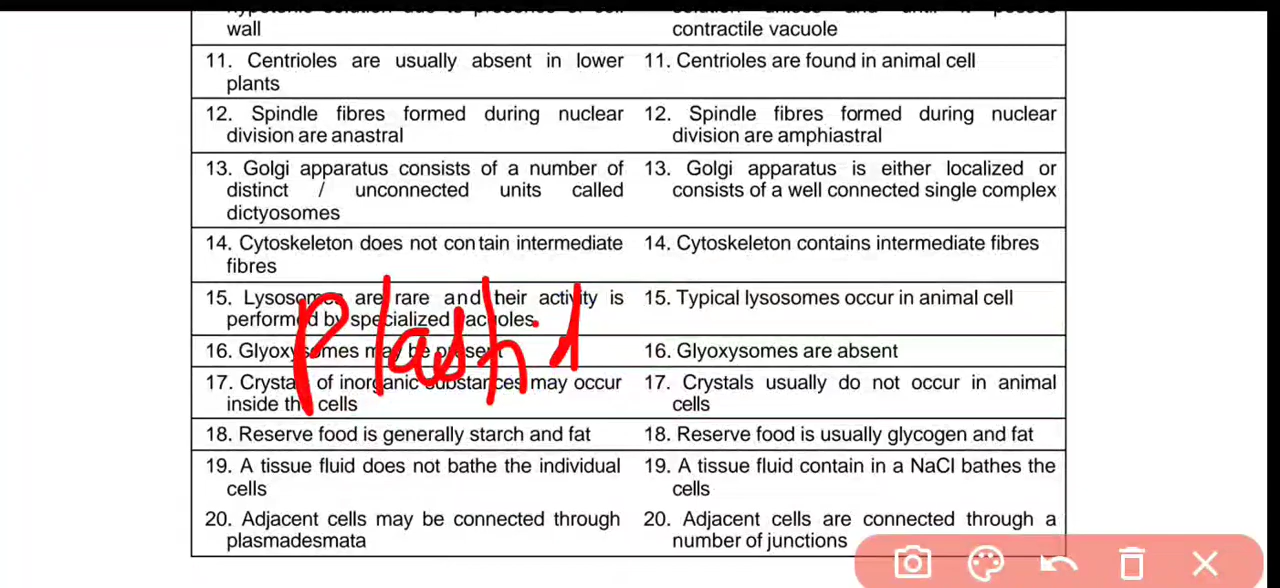 wall
contractile vacuole
11. Centrioles are usually absent in lower plants
11. Centrioles are found in animal cell
12. Spindle fibres formed during nuclear division are anastral
12. Spindle fibres formed during nuclear division are amphiastral
13. Golgi apparatus consists of a number of distinct / unconnected units called dictyosomes
13. Golgi apparatus is either localized or consists of a well connected single complex
14. Cytoskeleton does not contain intermediate fibres
14. Cytoskeleton contains intermediate fibres
15. Lysosomes are rare and heir activity is performed by specialized vacuoles.
15. Typical lysosomes occur in animal cell
Plastid
16. Glyoxysomes may be present
16. Glyoxysomes are absent
17. Crystals of inorganic substances may occur inside the cells
17. Crystals usually do not occur in animal cells
18. Reserve food is generally starch and fat
18. Reserve food is usually glycogen and fat
19. A tissue fluid does not bathe the individual cells
19. A tissue fluid contain in a NaCl bathes the cells
20. Adjacent cells may be connected through plasmadesmata
20. Adjacent cells are connected through a number of junctions